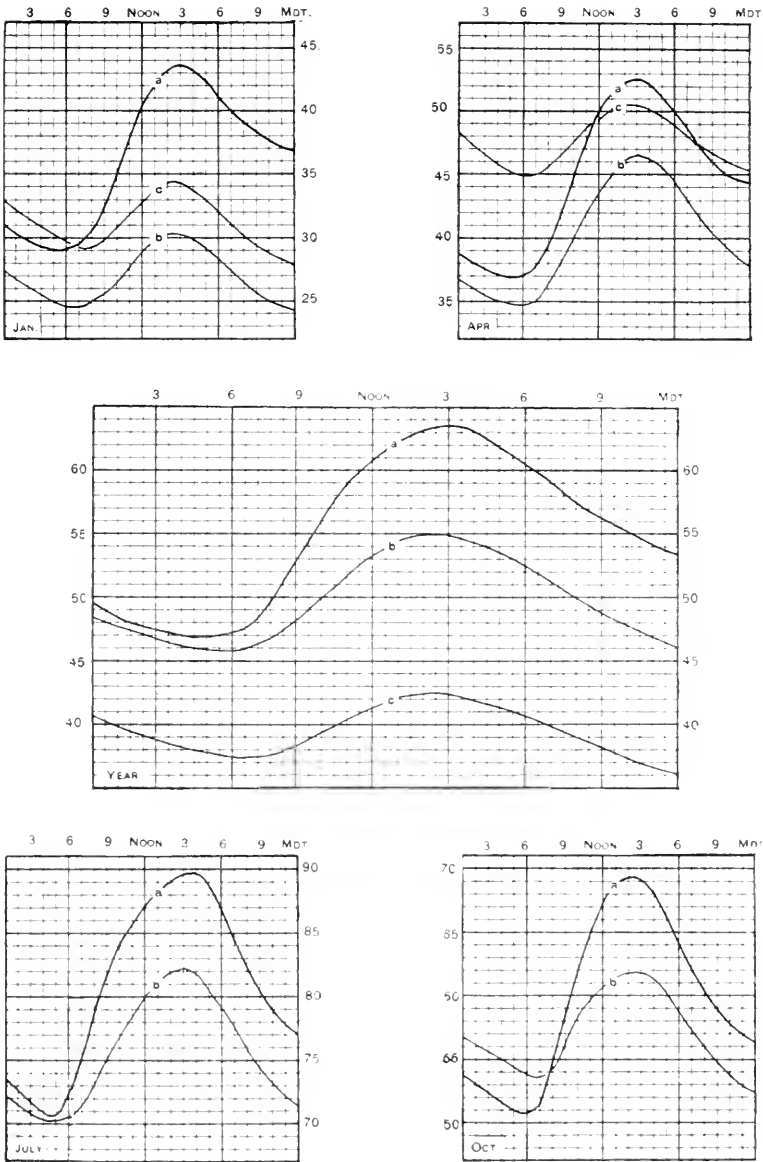 3 6 9 NOON 3 6 9 MDT.
45
a
40
35
c
30
b
25
JAN.
3 6 9 NOON 3 6 9 MDT
55
a
50
c
45
b
40
35
APR
3 6 9 NOON 3 6 9 MDT
60 a 60
55 b 55
50 50
45 45
40 c 40
YEAR
3 6 9 NOON 3 6 9 MDT
90
a
85
b
80
75
70
JULY
3 6 9 NOON 3 6 9 MDT
70
a
65
50 b
55
50
OCT